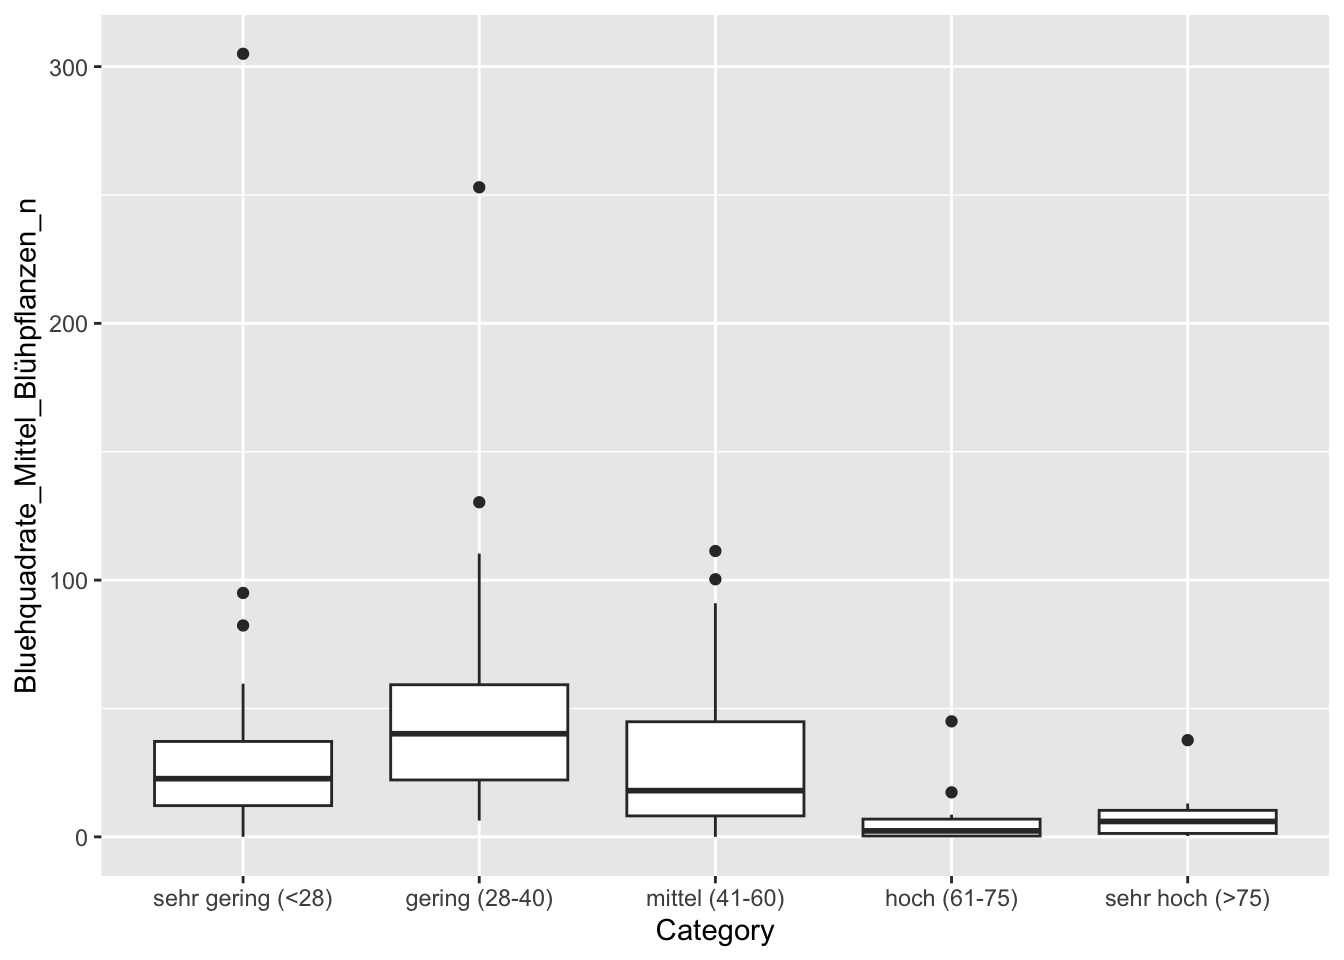 Bluehquadrate_Mittel_Blühpflanzen_n
300
200
100
0
sehr gering (<28) gering (28-40) mittel (41-60) hoch (61-75) sehr hoch (>75)
Category